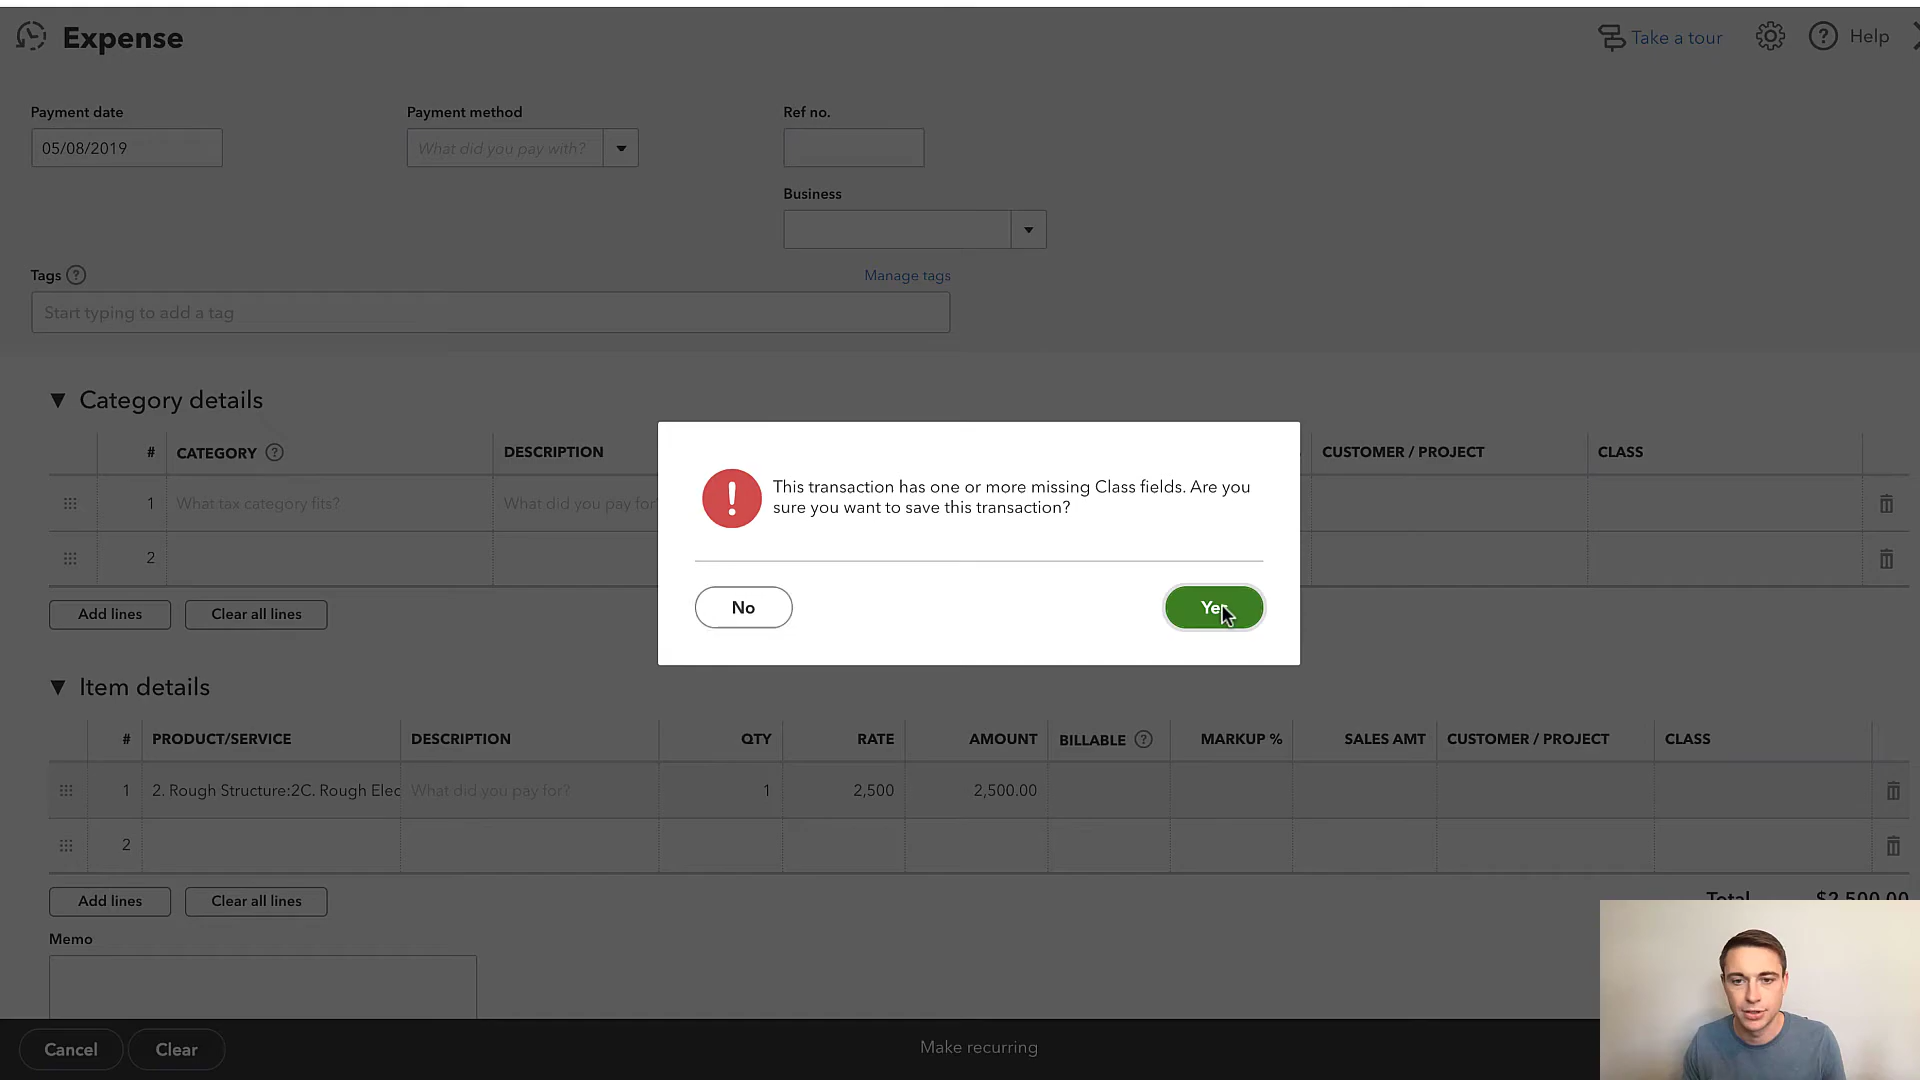 Expense
Take a tour
Help
Payment date
Payment method
Ref no.
05/08/2019
What did you pay with?
Business
Tags ?
Manage tags
Start typing to add a tag
Category details
# CATEGORY ? DESCRIPTION CUSTOMER / PROJECT CLASS
1 What tax category fits? What did you pay for
2
This transaction has one or more missing Class fields. Are you
sure you want to save this transaction?
No
Yes
Add lines Clear all lines
Item details
# PRODUCT/SERVICE DESCRIPTION QTY RATE AMOUNT BILLABLE ? MARKUP % SALES AMT CUSTOMER / PROJECT CLASS
1 2. Rough Structure:2C. Rough Elec What did you pay for? 1 2,500 2,500.00
2
Add lines Clear all lines
Total $2,500.00
Memo
Cancel Clear Make recurring